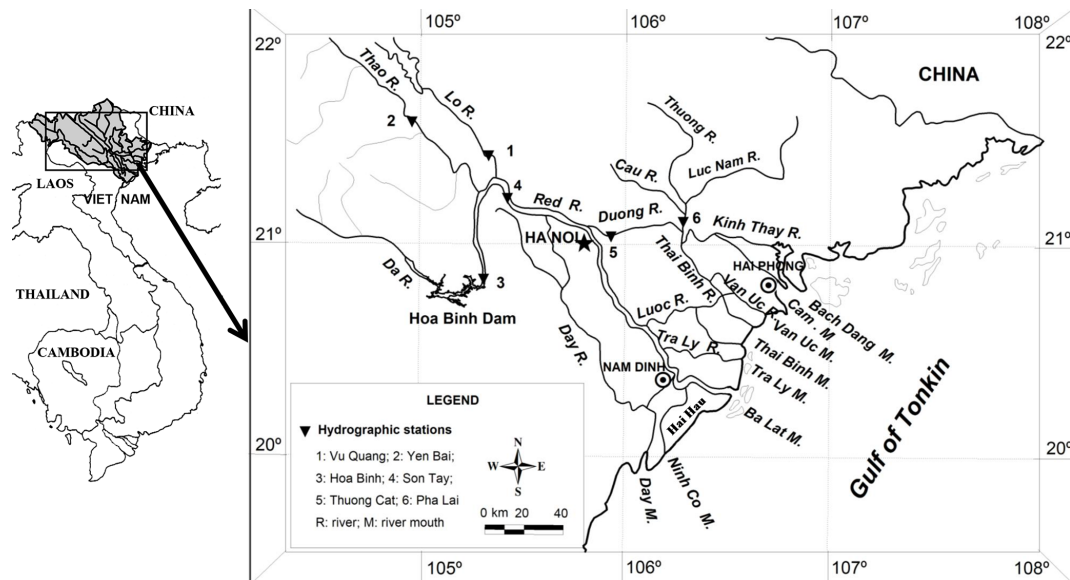 CHINA
LAOS
VIET NAM
THAILAND
CAMBODIA
105º
106º
107º
108º
22º
22º
CHINA
Thao R.
Lo R.
2
1
4
3
Thuong R.
Cau R.
Luc Nam R.
6
Red R.
Duong R.
5
Kinh Thay R.
21º
21º
HA NOI
HAI PHONG
Da R.
Hoa Binh Dam
Thai Binh R.
Van Uc R.
Luoc R.
Cam . M
Bach Dang M.
Van Uc M.
Day R.
Tra Ly R.
Thai Binh M.
NAM DINH
Tra Ly M.
Hai Hau
Ba Lat M.
20º
20º
Day M.
Ninh Co M.
Gulf of Tonkin
LEGEND
Hydrographic stations
1: Vu Quang; 2: Yen Bai;
3: Hoa Binh; 4: Son Tay;
5: Thuong Cat; 6: Pha Lai
R: river; M: river mouth
N
W E
S
0 km 20 40
105º
106º
107º
108º